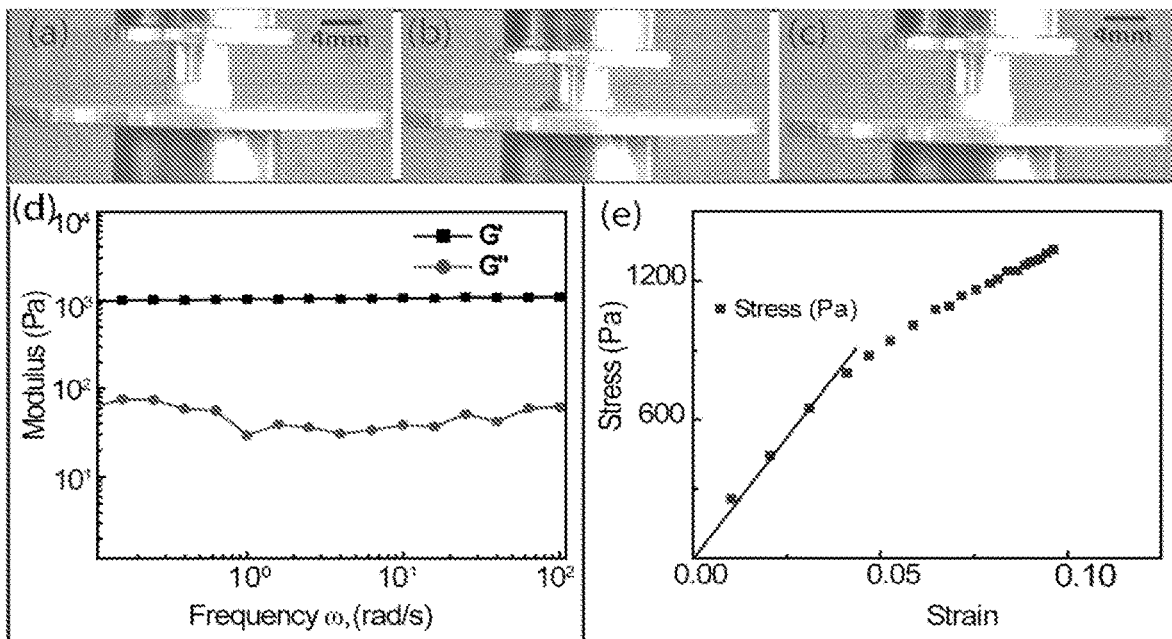 (a) 4mm (b) (c) 4mm
(d)
10⁴
10³
10²
10¹
Modulus (Pa)
G'
G"
10⁰ 10¹ 10²
Frequency ω, (rad/s)
(e)
1200
600
Stress (Pa)
Stress (Pa)
0.00 0.05 0.10
Strain